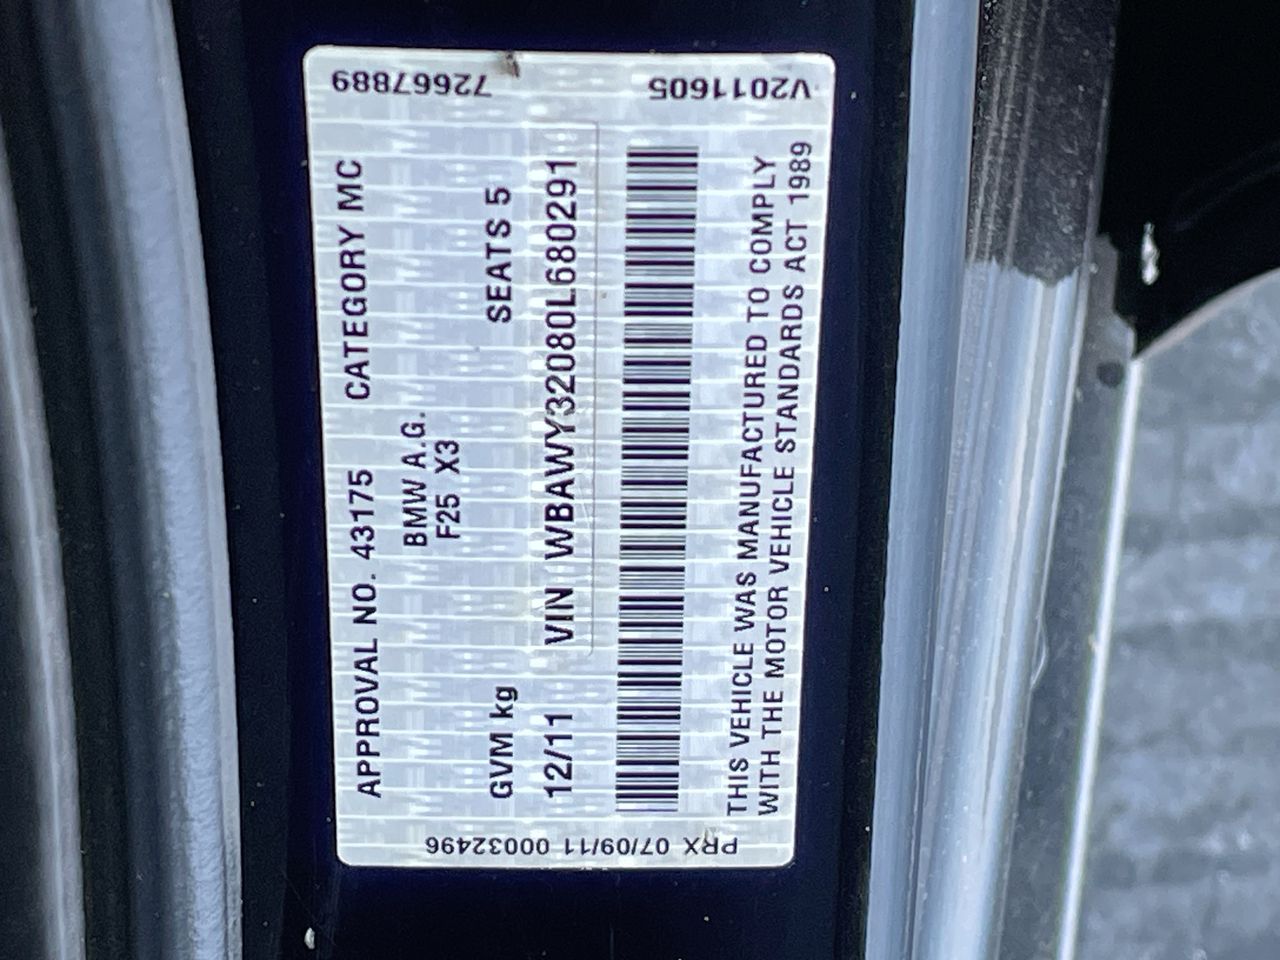 APPROVAL NO. 43175 CATEGORY MC
BMW A.G.
F25 X3
GVM kg SEATS 5
12/11 VIN WBAWY32080L680291
THIS VEHICLE WAS MANUFACTURED TO COMPLY
WITH THE MOTOR VEHICLE STANDARDS ACT 1989
72667889
V2011605
PRX 07/09/11 00032496